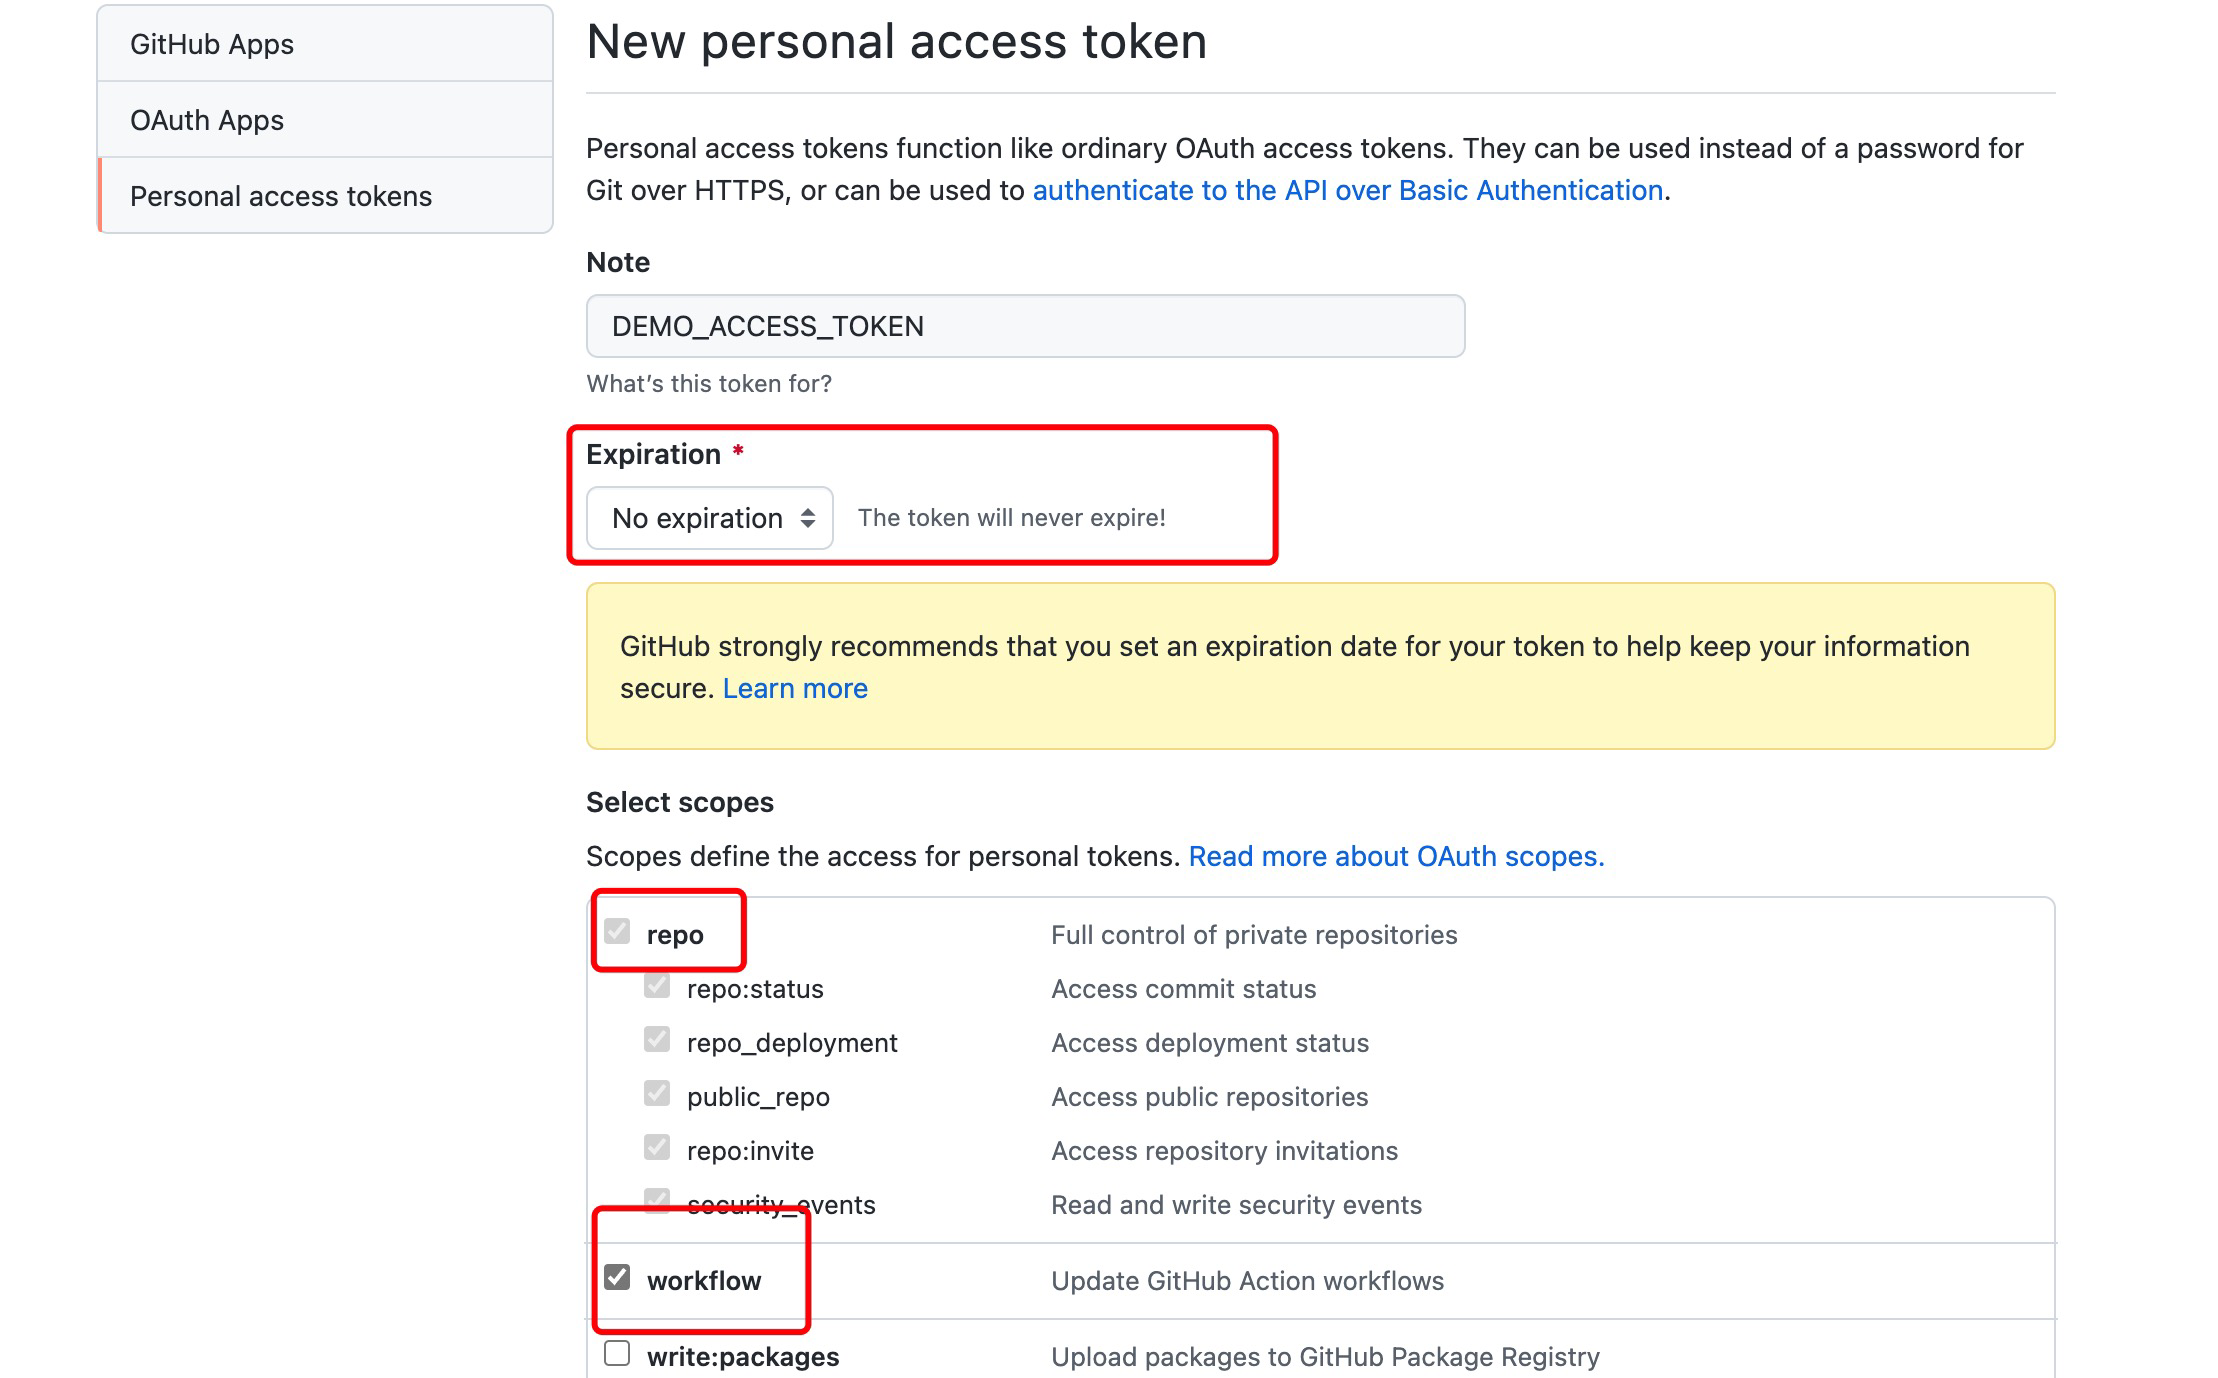 GitHub Apps
OAuth Apps
Personal access tokens
New personal access token
Personal access tokens function like ordinary OAuth access tokens. They can be used instead of a password for
Git over HTTPS, or can be used to authenticate to the API over Basic Authentication.
Note
DEMO_ACCESS_TOKEN
What's this token for?
Expiration *
No expiration The token will never expire!
GitHub strongly recommends that you set an expiration date for your token to help keep your information
secure. Learn more
Select scopes
Scopes define the access for personal tokens. Read more about OAuth scopes.
repo Full control of private repositories
repo:status Access commit status
repo_deployment Access deployment status
public_repo Access public repositories
repo:invite Access repository invitations
security_events Read and write security events
workflow Update GitHub Action workflows
write:packages Upload packages to GitHub Package Registry